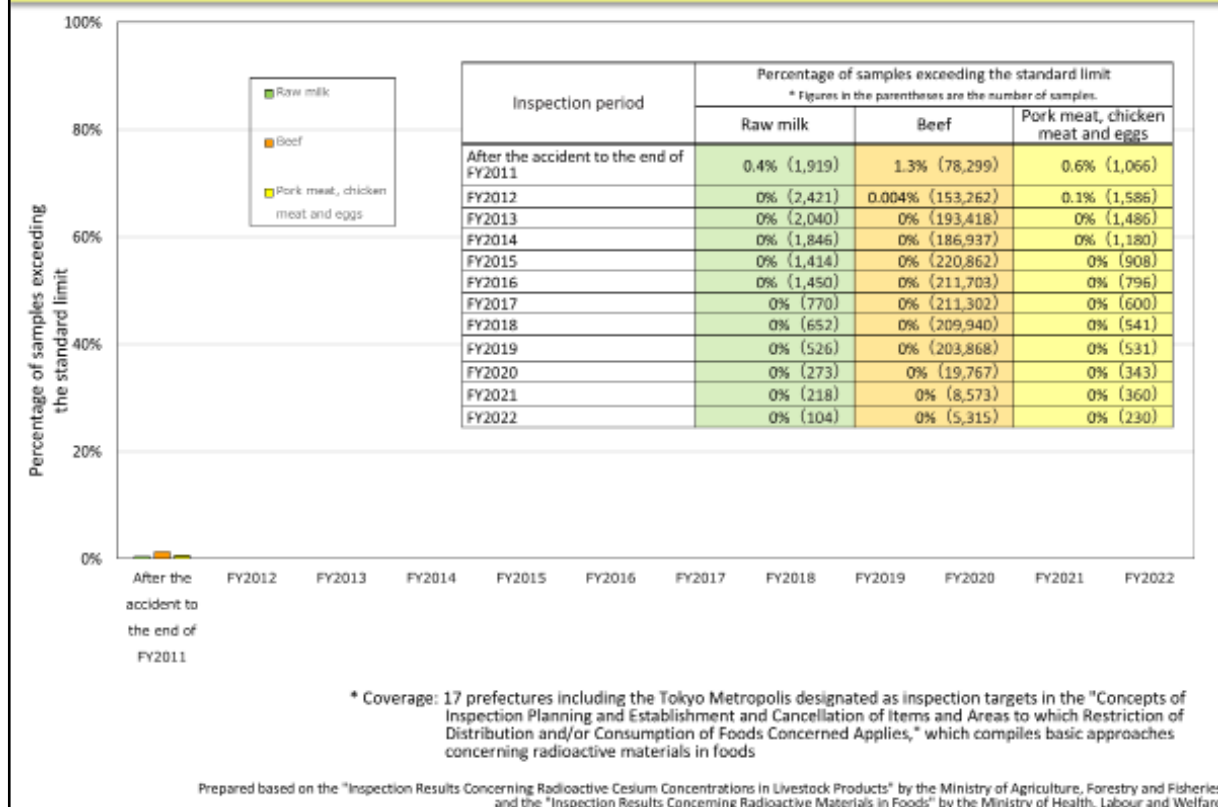 100%
80%
60%
40%
20%
0%
Percentage of samples exceeding
the standard limit
Raw milk
Beef
Pork meat, chicken
meat and eggs
Inspection period
Percentage of samples exceeding the standard limit
* Figures in the parentheses are the number of samples.
Raw milk Beef Pork meat, chicken
meat and eggs
After the accident to the end of
FY2011 0.4% (1,919) 1.3% (78,299) 0.6% (1,066)
FY2012 0% (2,421) 0.004% (153,262) 0.1% (1,586)
FY2013 0% (2,040) 0% (193,418) 0% (1,486)
FY2014 0% (1,846) 0% (186,937) 0% (1,180)
FY2015 0% (1,414) 0% (220,862) 0% (908)
FY2016 0% (1,450) 0% (211,703) 0% (796)
FY2017 0% (770) 0% (211,302) 0% (600)
FY2018 0% (652) 0% (209,940) 0% (541)
FY2019 0% (526) 0% (203,868) 0% (531)
FY2020 0% (273) 0% (19,767) 0% (343)
FY2021 0% (218) 0% (8,573) 0% (360)
FY2022 0% (104) 0% (5,315) 0% (230)
After the FY2012 FY2013 FY2014 FY2015 FY2016 FY2017 FY2018 FY2019 FY2020 FY2021 FY2022
accident to
the end of
FY2011
* Coverage: 17 prefectures including the Tokyo Metropolis designated as inspection targets in the "Concepts of
Inspection Planning and Establishment and Cancellation of Items and Areas to which Restriction of
Distribution and/or Consumption of Foods Concerned Applies," which compiles basic approaches
concerning radioactive materials in foods
Prepared based on the "Inspection Results Concerning Radioactive Cesium Concentrations in Livestock Products" by the Ministry of Agriculture, Forestry and Fisheries
and the "Inspection Results Concerning Radioactive Materials in Foods" by the Ministry of Health, Labour and Welfar